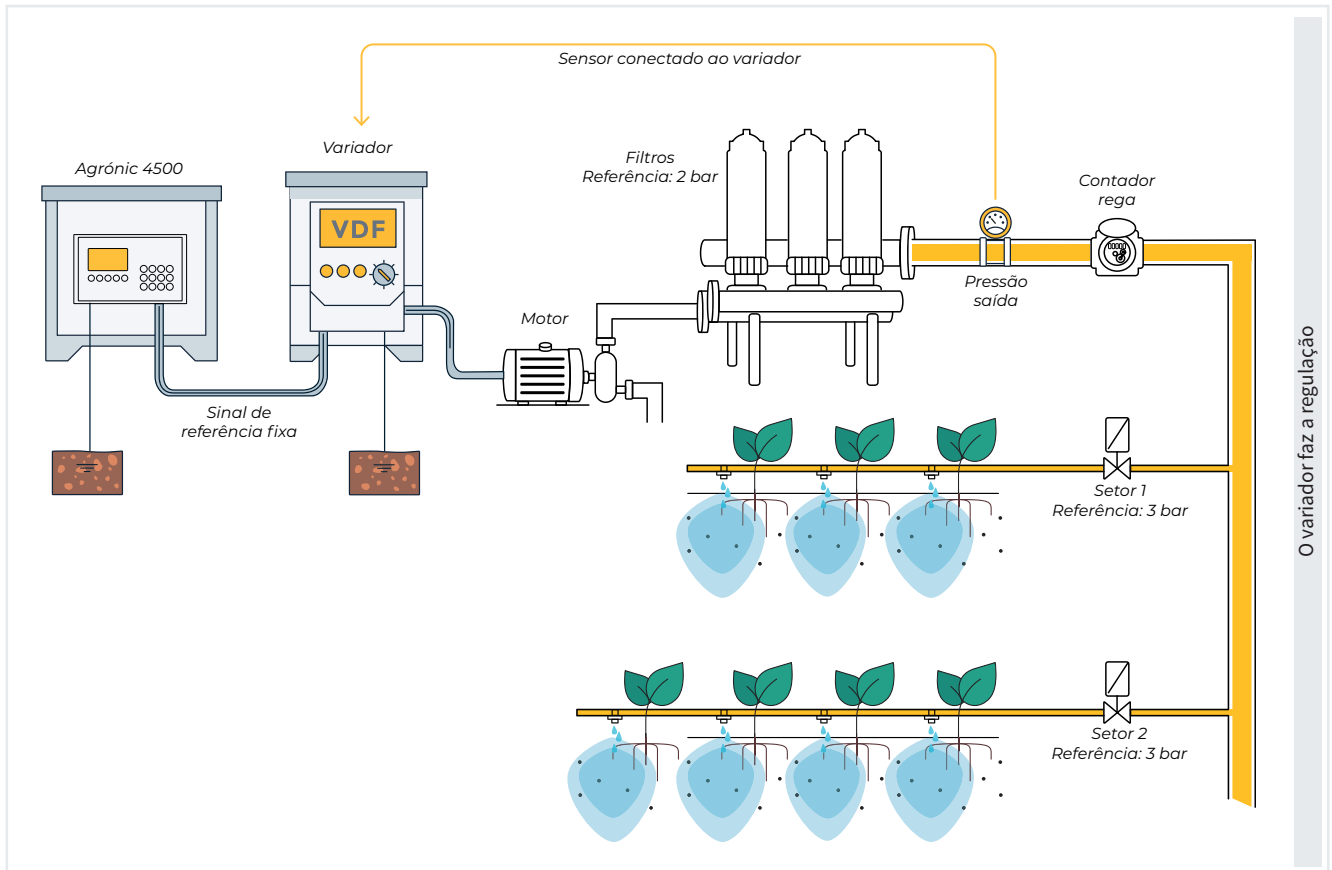 Sensor conectado ao variador
Agrónic 4500
Variador
VDF
Filtros
Referência: 2 bar
Contador
rega
Pressão
saída
Motor
Sinal de
referência fixa
Setor 1
Referência: 3 bar
Setor 2
Referência: 3 bar
O variador faz a regulação